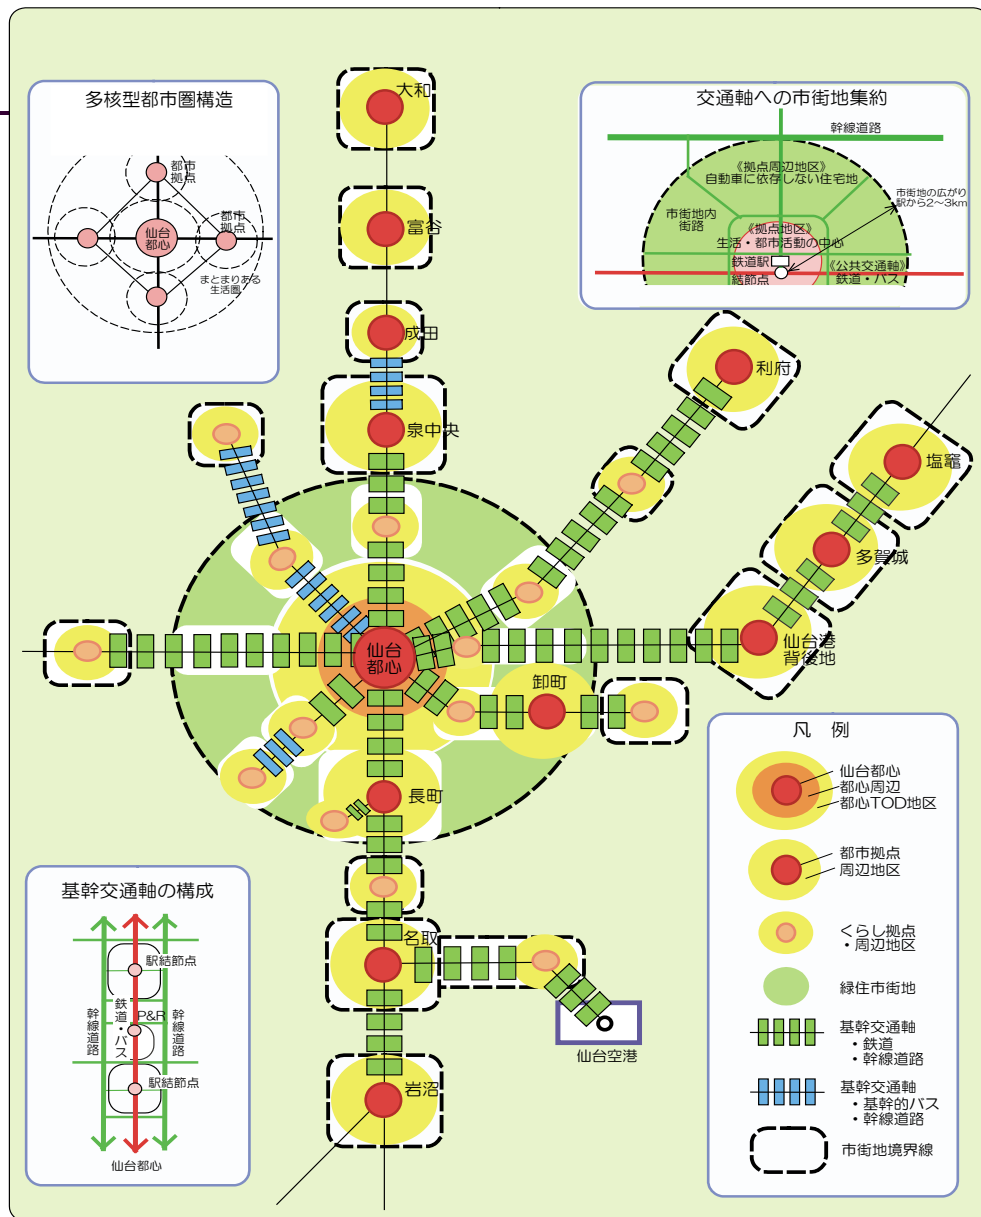 多核型都市圏構造
都市
拠点
都市
拠点
仙台
都心
まとまりある
生活圏
交通軸への市街地集約
幹線道路
《拠点周辺地区》
自動車に依存しない住宅地
市街地の広がり
駅から2〜3km
市街地内
街路
《拠点地区》
生活・都市活動の中心
鉄道駅
結節点
《公共交通軸》
鉄道・バス
大和
富谷
成田
泉中央
利府
塩竈
多賀城
仙台港
背後地
仙台
都心
卸町
長町
名取
仙台空港
岩沼
基幹交通軸の構成
駅結節点
幹線道路
鉄道・バス
P&R
幹線道路
駅結節点
仙台都心
凡 例
仙台都心
都心周辺
都心TOD地区
都市拠点
周辺地区
くらし拠点
・周辺地区
緑住市街地
基幹交通軸
・鉄道
・幹線道路
基幹交通軸
・基幹的バス
・幹線道路
市街地境界線